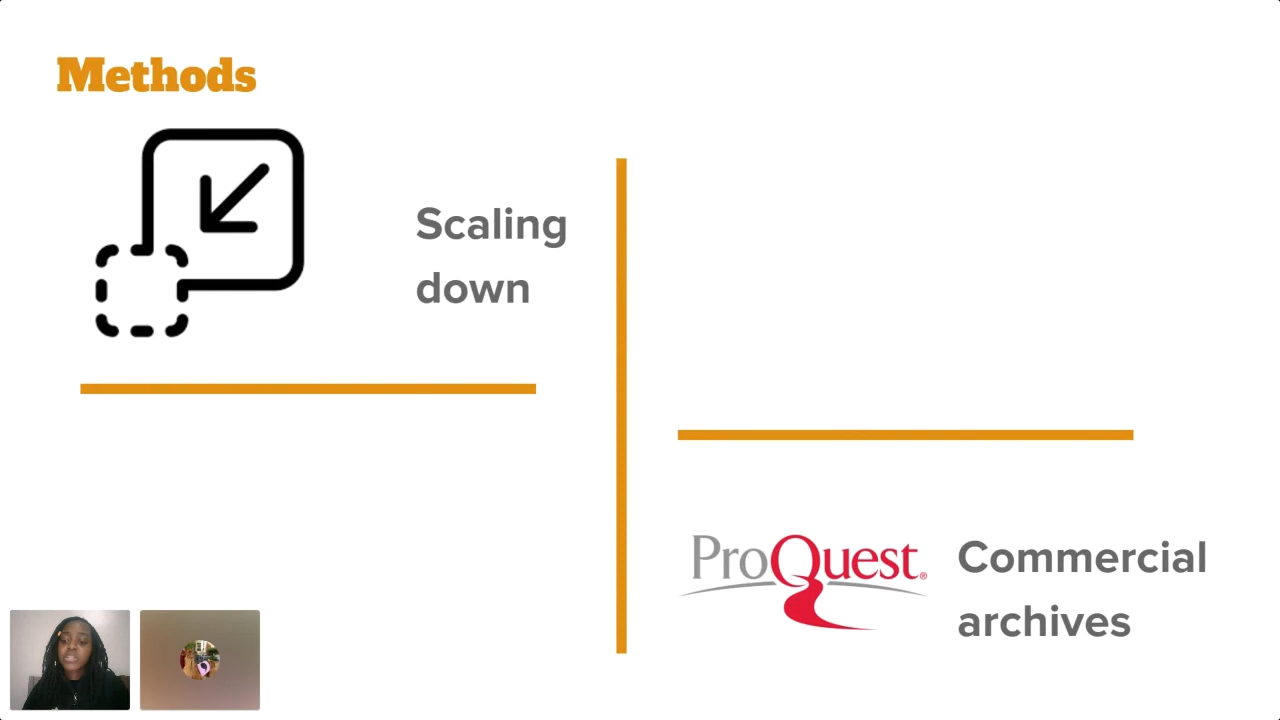 Methods
Scaling
down
ProQuest®
Commercial
archives